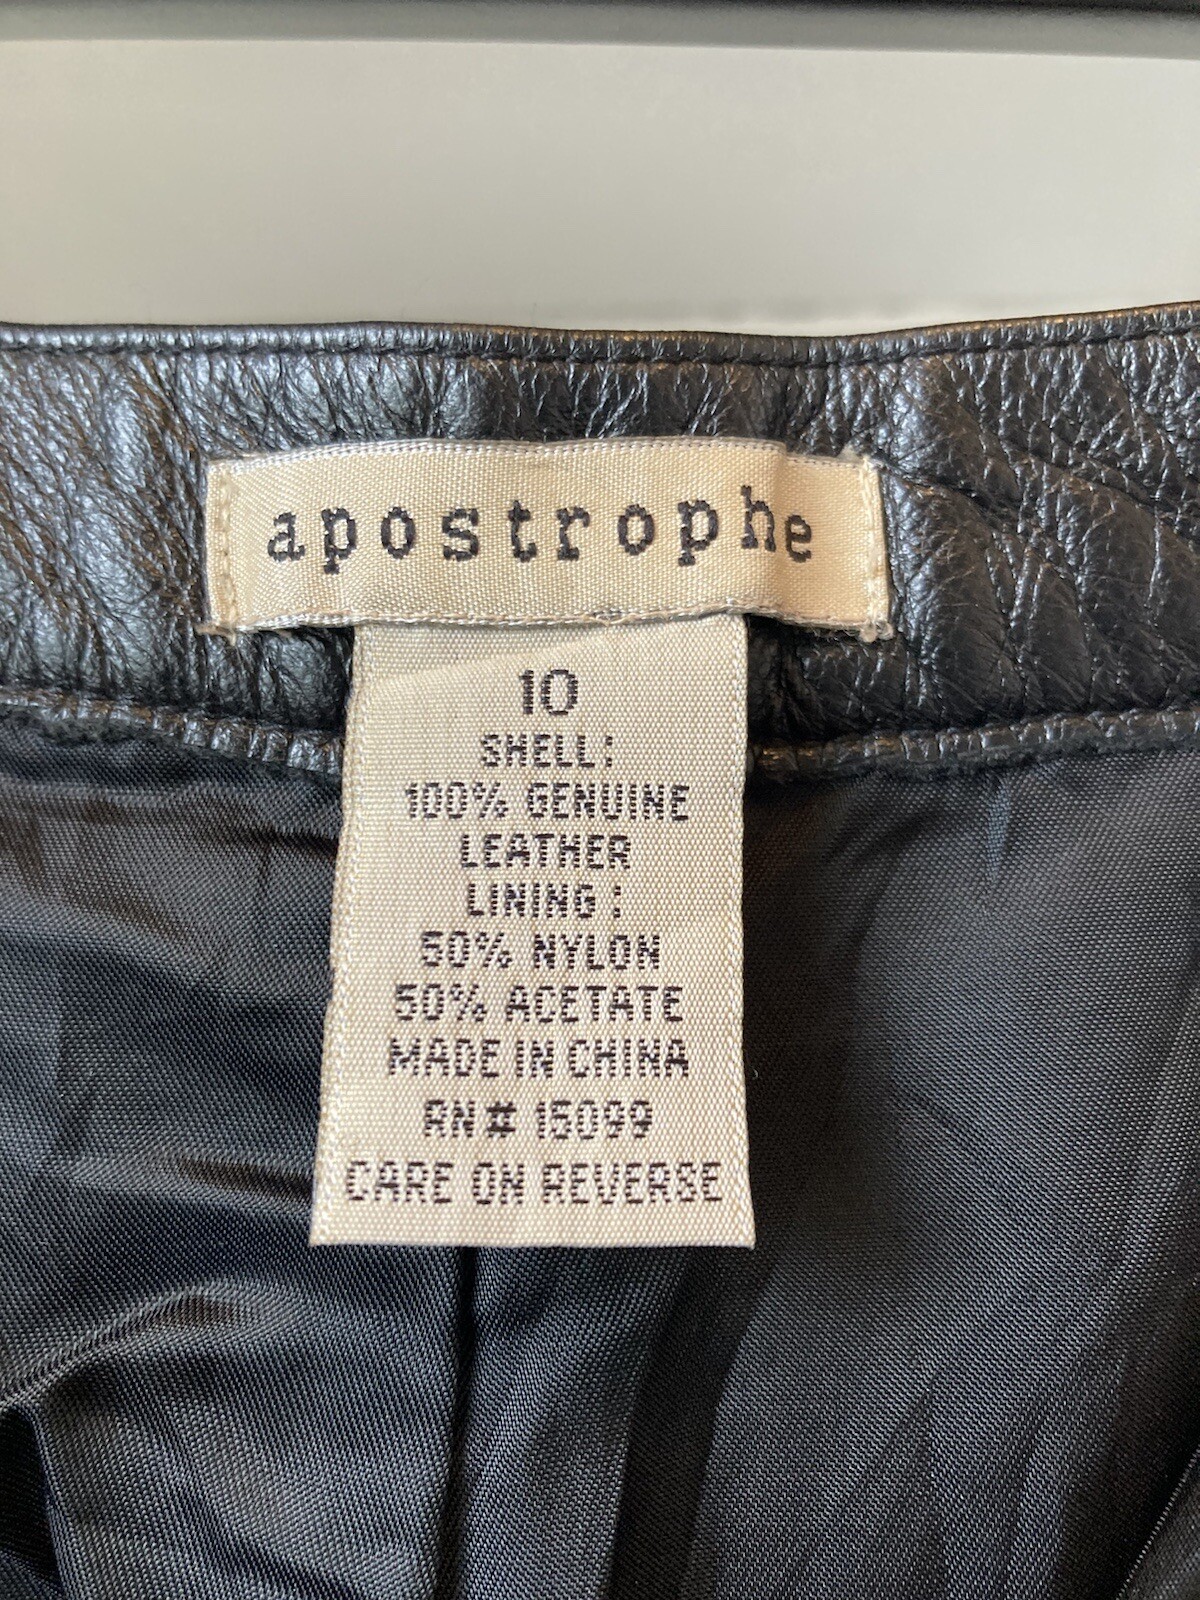 apostrophe
10
SHELL:
100% GENUINE
LEATHER
LINING:
50% NYLON
50% ACETATE
MADE IN CHINA
RN# 15099
CARE ON REVERSE